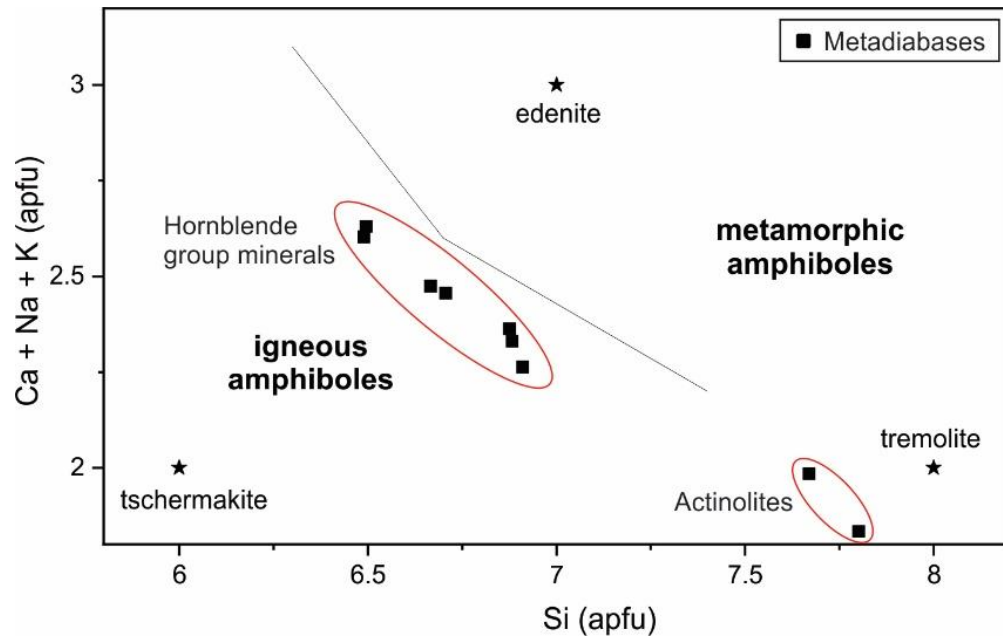 Metadiabases
3
edenite
Hornblende
group minerals
metamorphic
amphiboles
2.5
igneous
amphiboles
Ca + Na + K (apfu)
tremolite
2
tschermakite
Actinolites
6
6.5
7
7.5
8
Si (apfu)